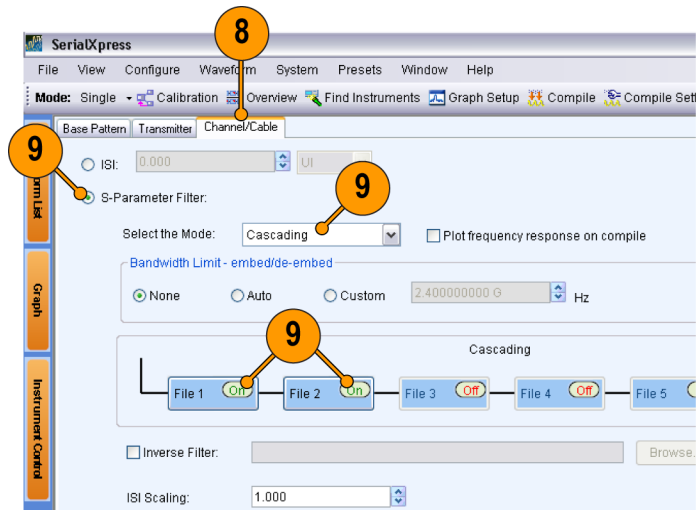 8
SerialXpress
File View Configure Waveform System Presets Window Help
Mode: Single Calibration Overview Find Instruments Graph Setup Compile Compile Sett
Base Pattern Transmitter Channel/Cable
9
ISI: 0.000 UI
orm List
S-Parameter Filter:
9
Select the Mode: Cascading Plot frequency response on compile
Bandwidth Limit - embed/de-embed
Graph
None Auto Custom 2.400000000 G Hz
9
Cascading
Instrument Control
File 1 On File 2 On File 3 Off File 4 Off File 5
Inverse Filter: Browse.
ISI Scaling: 1.000